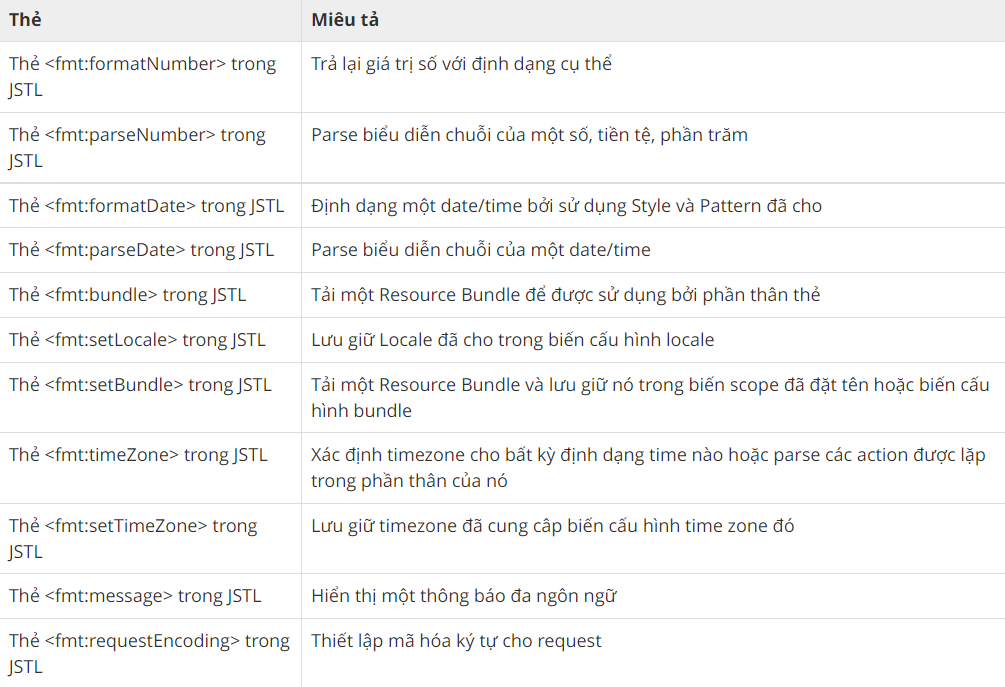 Thẻ Miêu tả
Thẻ <fmt:formatNumber> trong Trả lại giá trị số với định dạng cụ thể
JSTL
Thẻ <fmt:parseNumber> trong Parse biểu diễn chuỗi của một số, tiền tệ, phần trăm
JSTL
Thẻ <fmt:formatDate> trong JSTL Định dạng một date/time bởi sử dụng Style và Pattern đã cho
Thẻ <fmt:parseDate> trong JSTL Parse biểu diễn chuỗi của một date/time
Thẻ <fmt:bundle> trong JSTL Tải một Resource Bundle để được sử dụng bởi phần thân thẻ
Thẻ <fmt:setLocale> trong JSTL Lưu giữ Locale đã cho trong biến cấu hình locale
Thẻ <fmt:setBundle> trong JSTL Tải một Resource Bundle và lưu giữ nó trong biến scope đã đặt tên hoặc biến cấu
hình bundle
Thẻ <fmt:timeZone> trong JSTL Xác định timezone cho bất kỳ định dạng time nào hoặc parse các action được lặp
trong phần thân của nó
Thẻ <fmt:setTimeZone> trong Lưu giữ timezone đã cung câp biến cấu hình time zone đó
JSTL
Thẻ <fmt:message> trong JSTL Hiển thị một thông báo đa ngôn ngữ
Thẻ <fmt:requestEncoding> trong Thiết lập mã hóa ký tự cho request
JSTL